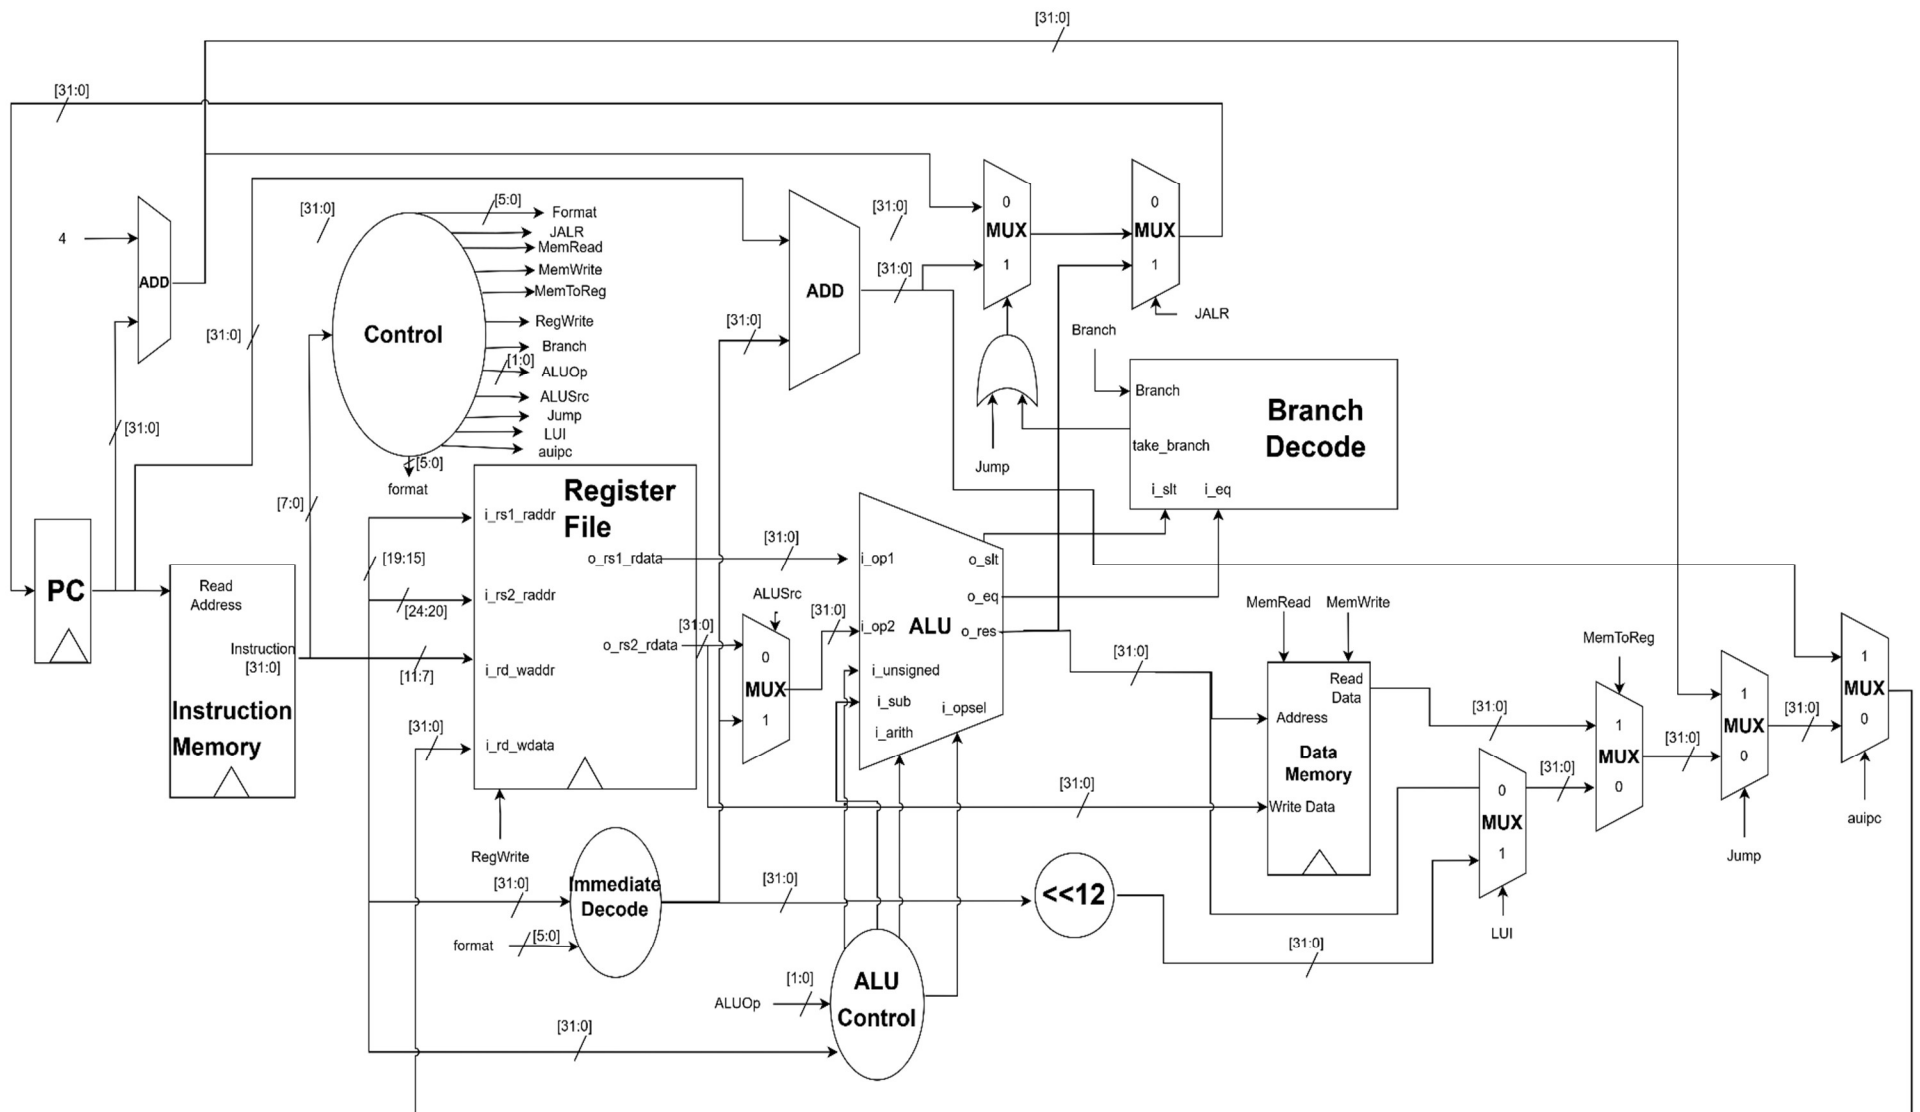 [31:0]
[31:0]
4
ADD
[31:0]
[31:0]
[31:0]
Control
[5:0]
Format
JALR
MemRead
MemWrite
MemToReg
RegWrite
Branch
[1:0]
ALUOp
ALUSrc
Jump
LUI
auipc
[5:0]
format
[7:0]
PC
Read
Address
Instruction
[31:0]
Instruction
Memory
Register
File
i_rs1_raddr
i_rs2_raddr
i_rd_waddr
i_rd_wdata
o_rs1_rdata
o_rs2_rdata
[19:15]
[24:20]
[11:7]
[31:0]
RegWrite
[31:0]
ADD
[31:0]
[31:0]
0
MUX
1
0
MUX
1
JALR
Jump
Branch
Branch
take_branch
i_slt
i_eq
Branch
Decode
[31:0]
[31:0]
ALUSrc
0
MUX
1
[31:0]
i_op1
i_op2
ALU
i_unsigned
i_sub
i_arith
i_opsel
o_slt
o_eq
o_res
[31:0]
MemRead
MemWrite
Read
Data
Address
Data
Memory
Write Data
[31:0]
[31:0]
Immediate
Decode
format
[5:0]
[31:0]
<<12
[31:0]
ALUOp
[1:0]
ALU
Control
[31:0]
[31:0]
0
MUX
1
LUI
[31:0]
MemToReg
1
MUX
0
[31:0]
1
MUX
0
Jump
[31:0]
1
MUX
0
auipc